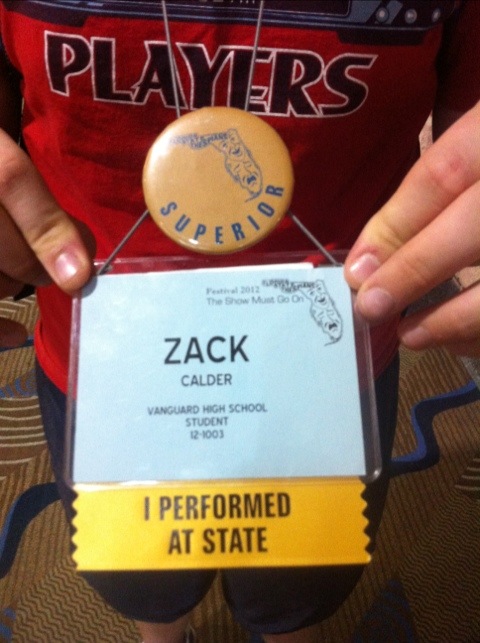 PLAYERS
SUPERIOR
Festival 2012
The Show Must Go On
ZACK
CALDER
VANGUARD HIGH SCHOOL
STUDENT
12-1003
I PERFORMED
AT STATE